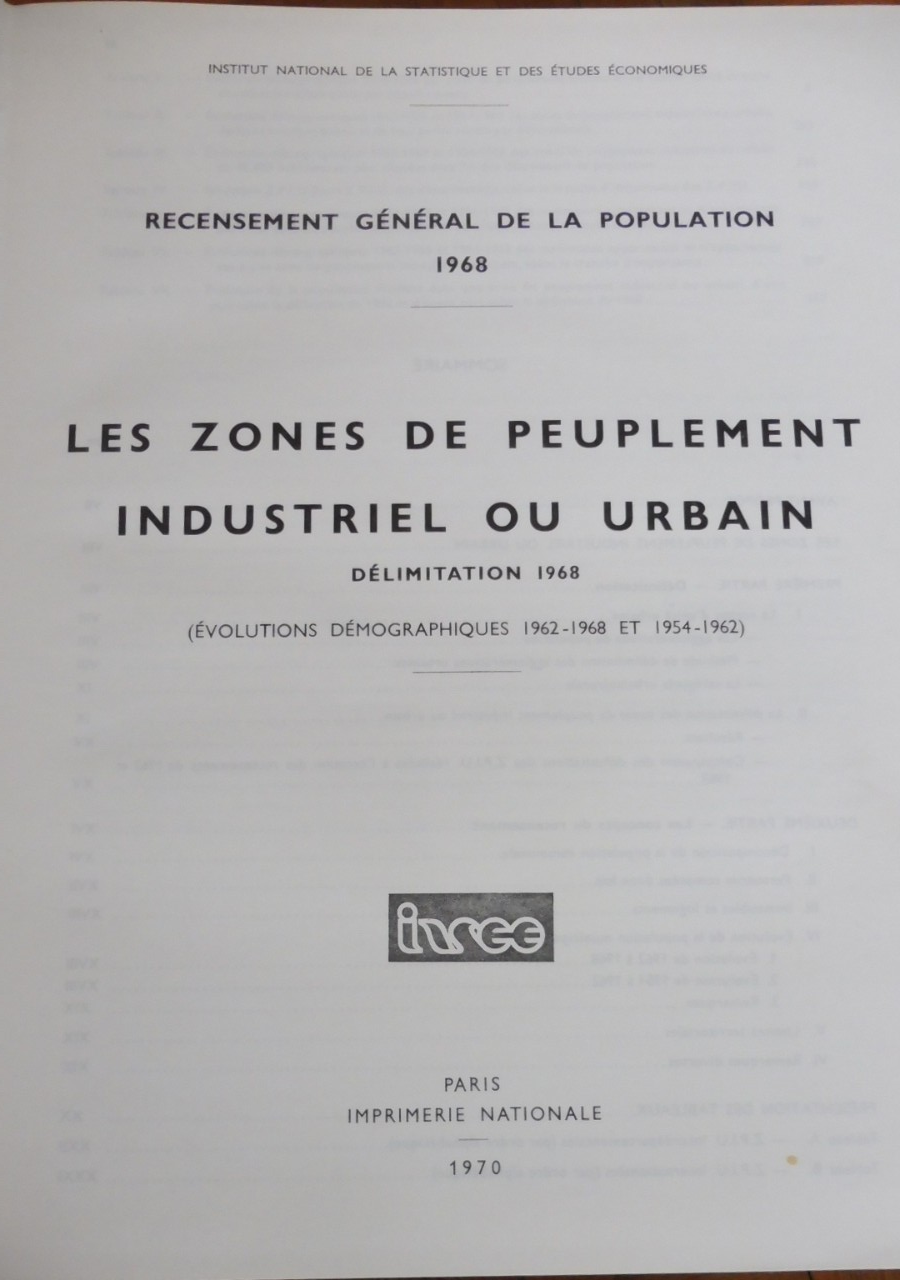 INSTITUT NATIONAL DE LA STATISTIQUE ET DES ÉTUDES ÉCONOMIQUES
RECENSEMENT GÉNÉRAL DE LA POPULATION
1968
LES ZONES DE PEUPLEMENT
INDUSTRIEL OU URBAIN
DÉLIMITATION 1968
(ÉVOLUTIONS DÉMOGRAPHIQUES 1962-1968 ET 1954-1962)
insee
PARIS
IMPRIMERIE NATIONALE
1970